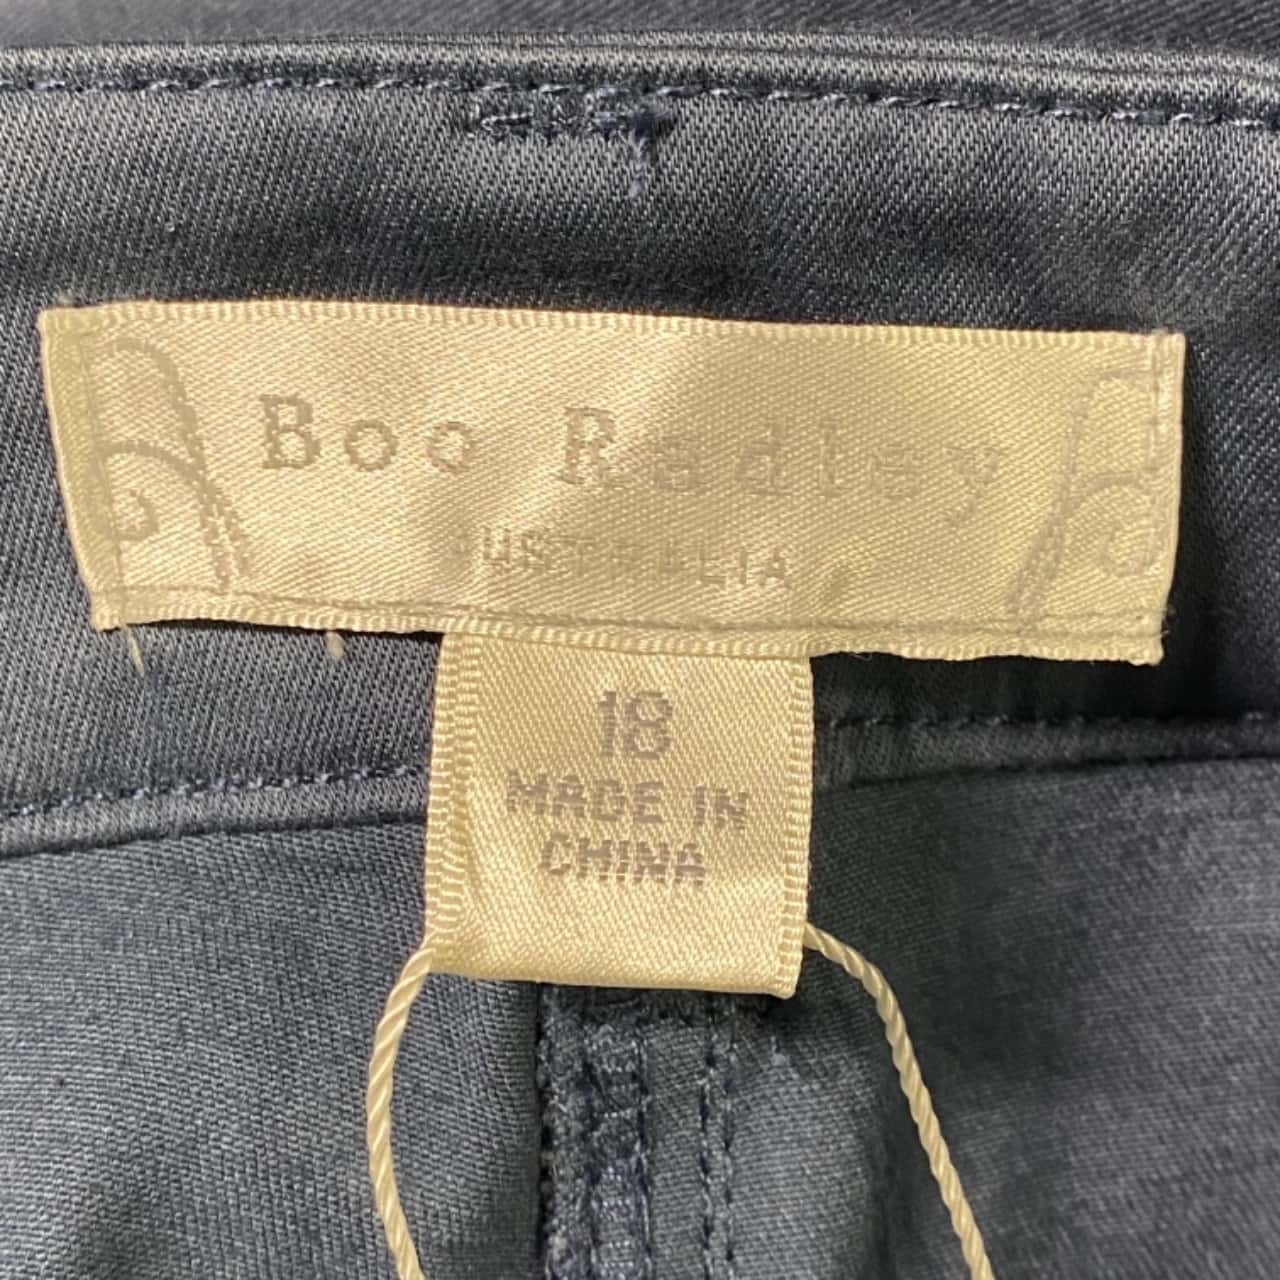 Boo Radley
AUSTRALIA
18
MADE IN
CHINA